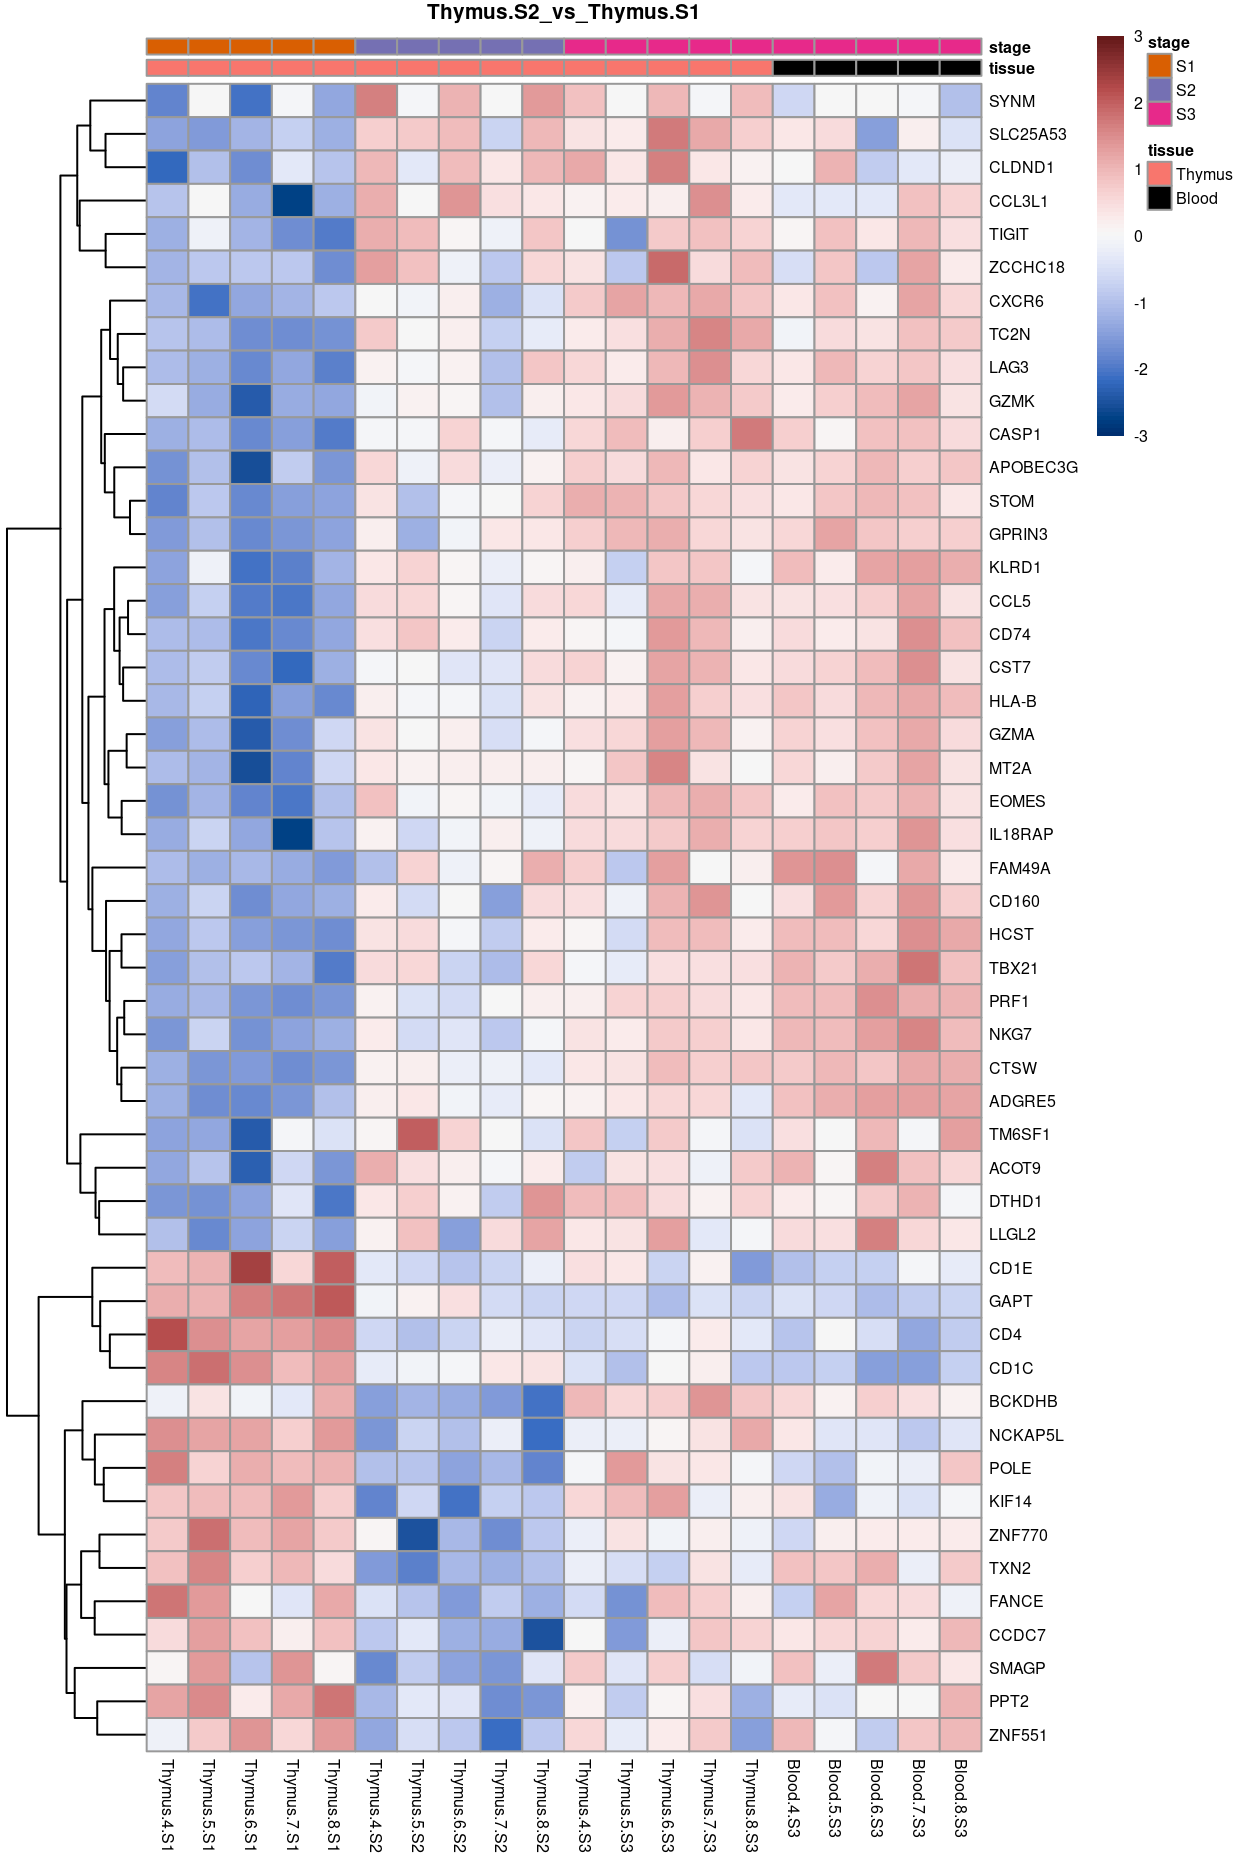 Thymus.S2_vs_Thymus.S1
stage
tissue
SYNM
SLC25A53
CLDND1
CCL3L1
TIGIT
ZCCHC18
CXCR6
TC2N
LAG3
GZMK
CASP1
APOBEC3G
STOM
GPRIN3
KLRD1
CCL5
CD74
CST7
HLA-B
GZMA
MT2A
EOMES
IL18RAP
FAM49A
CD160
HCST
TBX21
PRF1
NKG7
CTSW
ADGRE5
TM6SF1
ACOT9
DTHD1
LLGL2
CD1E
GAPT
CD4
CD1C
BCKDHB
NCKAP5L
POLE
KIF14
ZNF770
TXN2
FANCE
CCDC7
SMAGP
PPT2
ZNF551
Thymus.4.S1
Thymus.5.S1
Thymus.6.S1
Thymus.7.S1
Thymus.8.S1
Thymus.4.S2
Thymus.5.S2
Thymus.6.S2
Thymus.7.S2
Thymus.8.S2
Thymus.4.S3
Thymus.5.S3
Thymus.6.S3
Thymus.7.S3
Thymus.8.S3
Blood.4.S3
Blood.5.S3
Blood.6.S3
Blood.7.S3
Blood.8.S3
3
2
1
0
-1
-2
-3
stage
S1
S2
S3
tissue
Thymus
Blood